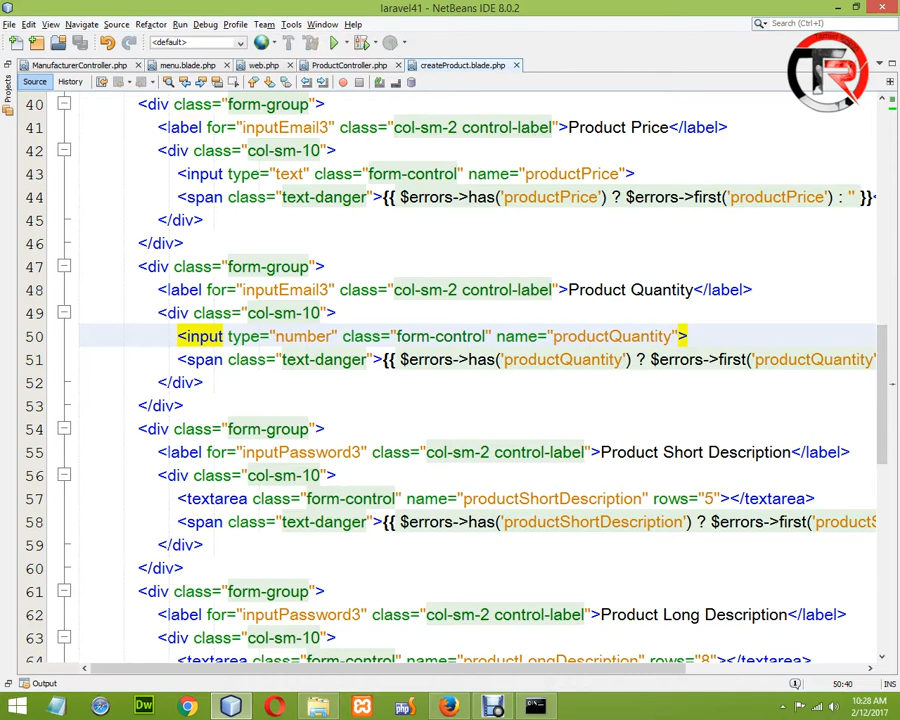 laravel41 - NetBeans IDE 8.0.2
File Edit View Navigate Source Refactor Run Debug Profile Team Tools Window Help
<default>
Search (Ctrl+I)
ManufacturerController.php menu.blade.php web.php ProductController.php createProduct.blade.php
Source History
Projects
40 <div class="form-group">
41 <label for="inputEmail3" class="col-sm-2 control-label">Product Price</label>
42 <div class="col-sm-10">
43 <input type="text" class="form-control" name="productPrice">
44 <span class="text-danger">{{ $errors->has('productPrice') ? $errors->first('productPrice') : '' }}<
45 </div>
46 </div>
47 <div class="form-group">
48 <label for="inputEmail3" class="col-sm-2 control-label">Product Quantity</label>
49 <div class="col-sm-10">
50 <input type="number" class="form-control" name="productQuantity">
51 <span class="text-danger">{{ $errors->has('productQuantity') ? $errors->first('productQuantity'
52 </div>
53 </div>
54 <div class="form-group">
55 <label for="inputPassword3" class="col-sm-2 control-label">Product Short Description</label>
56 <div class="col-sm-10">
57 <textarea class="form-control" name="productShortDescription" rows="5"></textarea>
58 <span class="text-danger">{{ $errors->has('productShortDescription') ? $errors->first('productS
59 </div>
60 </div>
61 <div class="form-group">
62 <label for="inputPassword3" class="col-sm-2 control-label">Product Long Description</label>
63 <div class="col-sm-10">
64 <textarea class="form-control" name="productLongDescription" rows="8"></textarea>
Output
50:40 INS
10:28 AM
2/12/2017